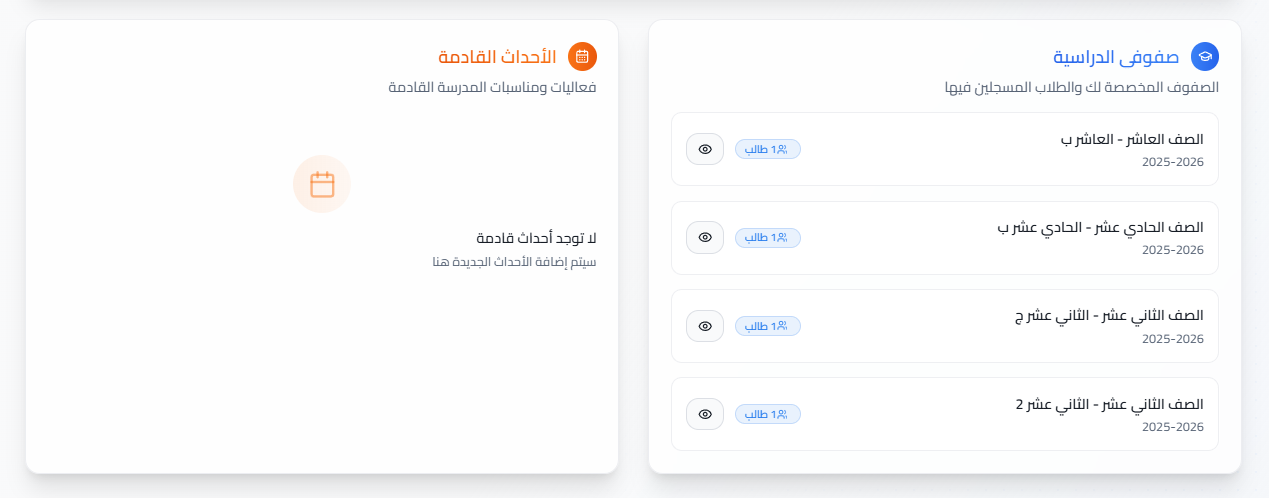 صفوفى الدراسية
الصفوف المخصصة لك والطلاب المسجلين فيها
الصف العاشر - العاشر ب
2025-2026
1 طالب
الصف الحادي عشر - الحادي عشر ب
2025-2026
1 طالب
الصف الثاني عشر - الثاني عشر ج
2025-2026
1 طالب
الصف الثاني عشر - الثاني عشر 2
2025-2026
1 طالب
الأحداث القادمة
فعاليات ومناسبات المدرسة القادمة
لا توجد أحداث قادمة
سيتم إضافة الأحداث الجديدة هنا